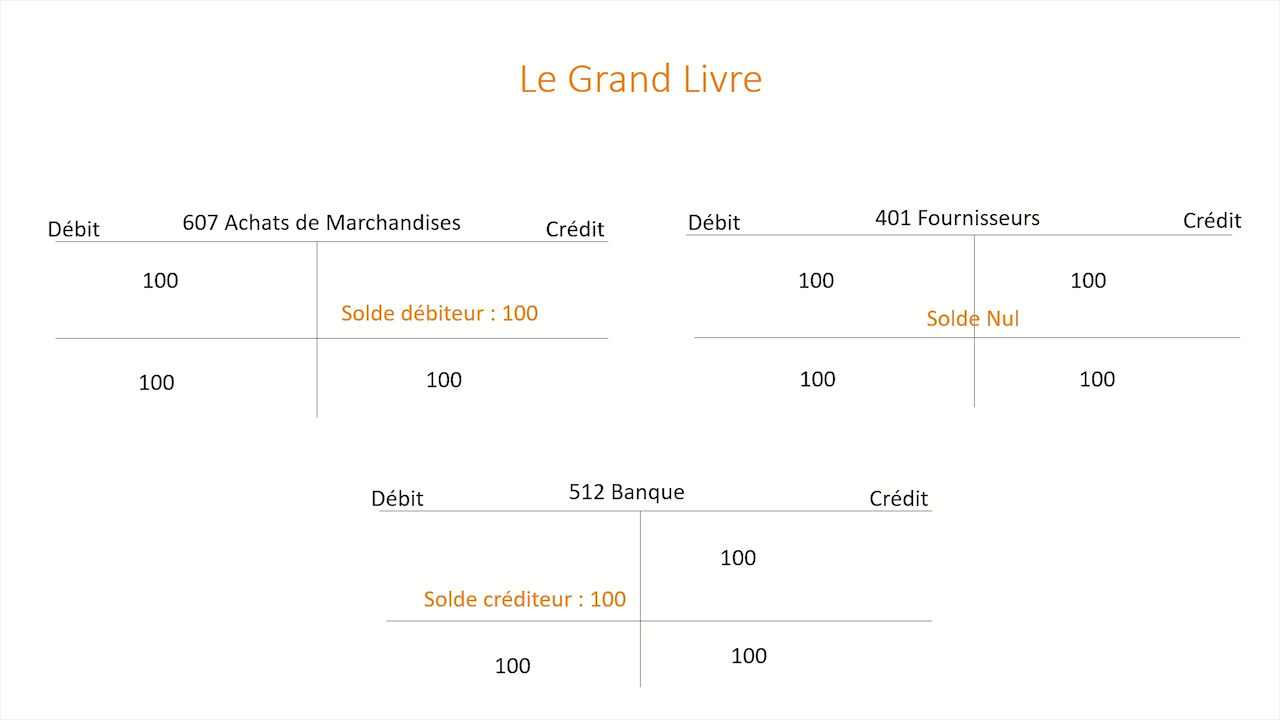 Le Grand Livre
Débit 607 Achats de Marchandises Crédit
100
Solde débiteur : 100
100 100
Débit 401 Fournisseurs Crédit
100 100
Solde Nul
100 100
Débit 512 Banque Crédit
100
Solde créditeur : 100
100 100